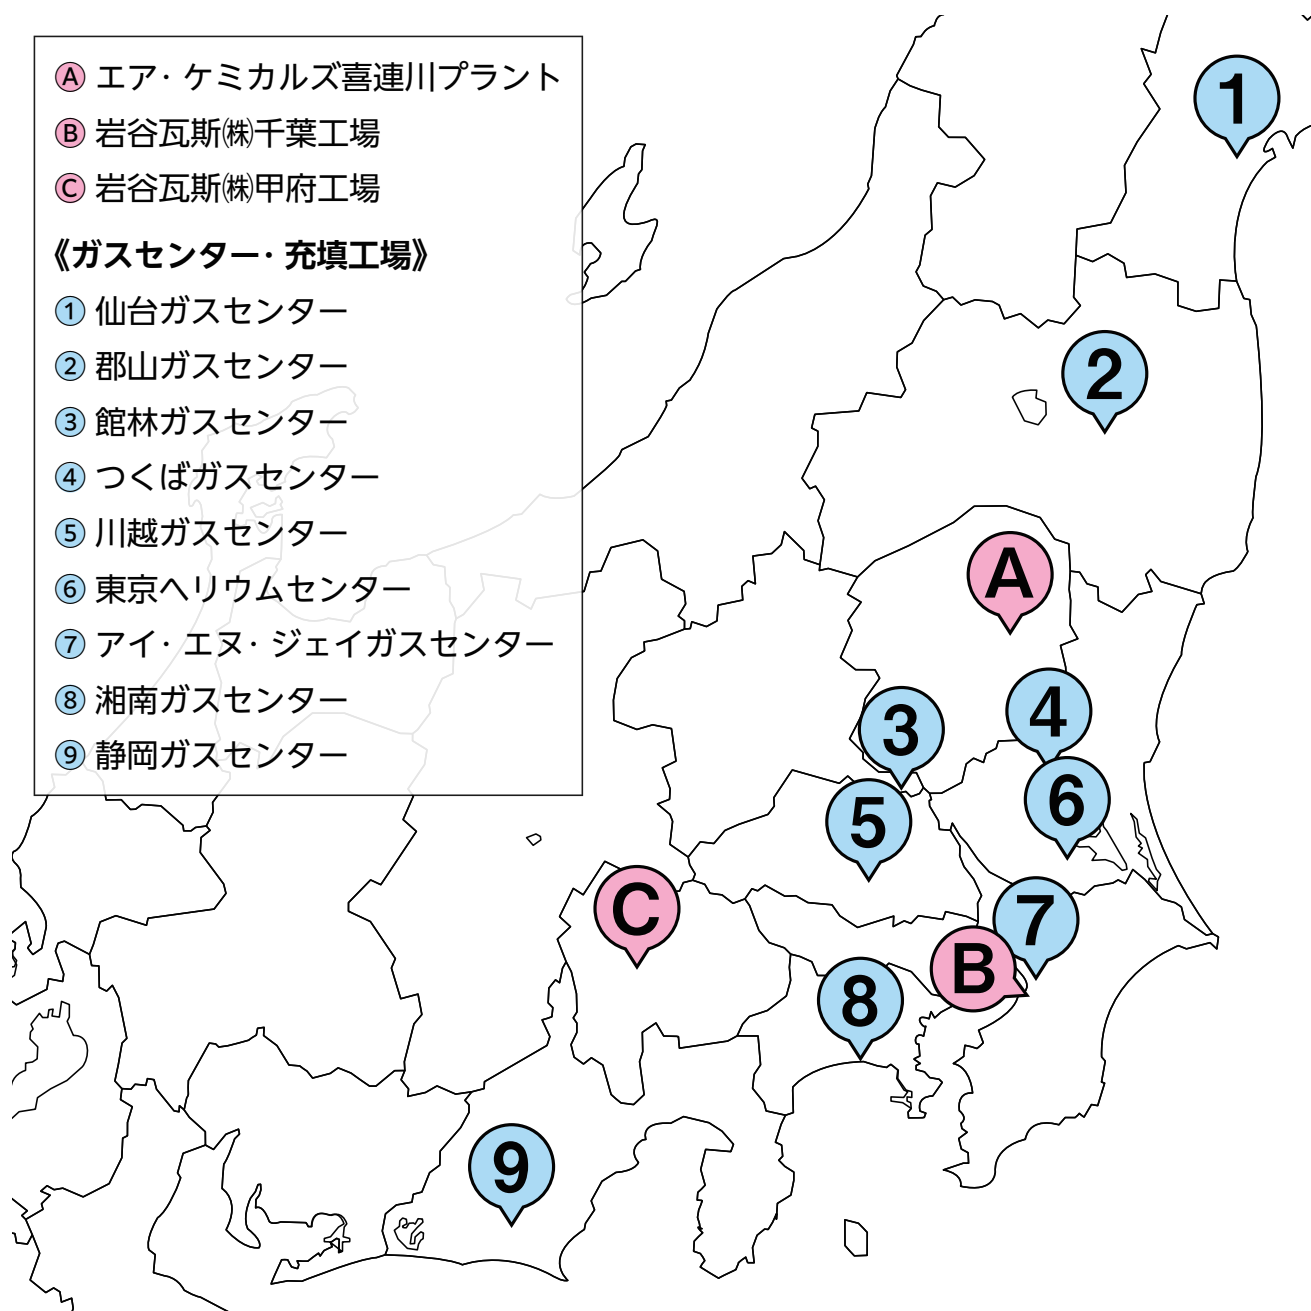 Ⓐ エア・ケミカルズ喜連川プラント
Ⓑ 岩谷瓦斯㈱千葉工場
Ⓒ 岩谷瓦斯㈱甲府工場
《ガスセンター・充填工場》
① 仙台ガスセンター
② 郡山ガスセンター
③ 館林ガスセンター
④ つくばガスセンター
⑤ 川越ガスセンター
⑥ 東京ヘリウムセンター
⑦ アイ・エヌ・ジェイガスセンター
⑧ 湘南ガスセンター
⑨ 静岡ガスセンター
1
2
A
4
3
6
5
C
7
B
8
9